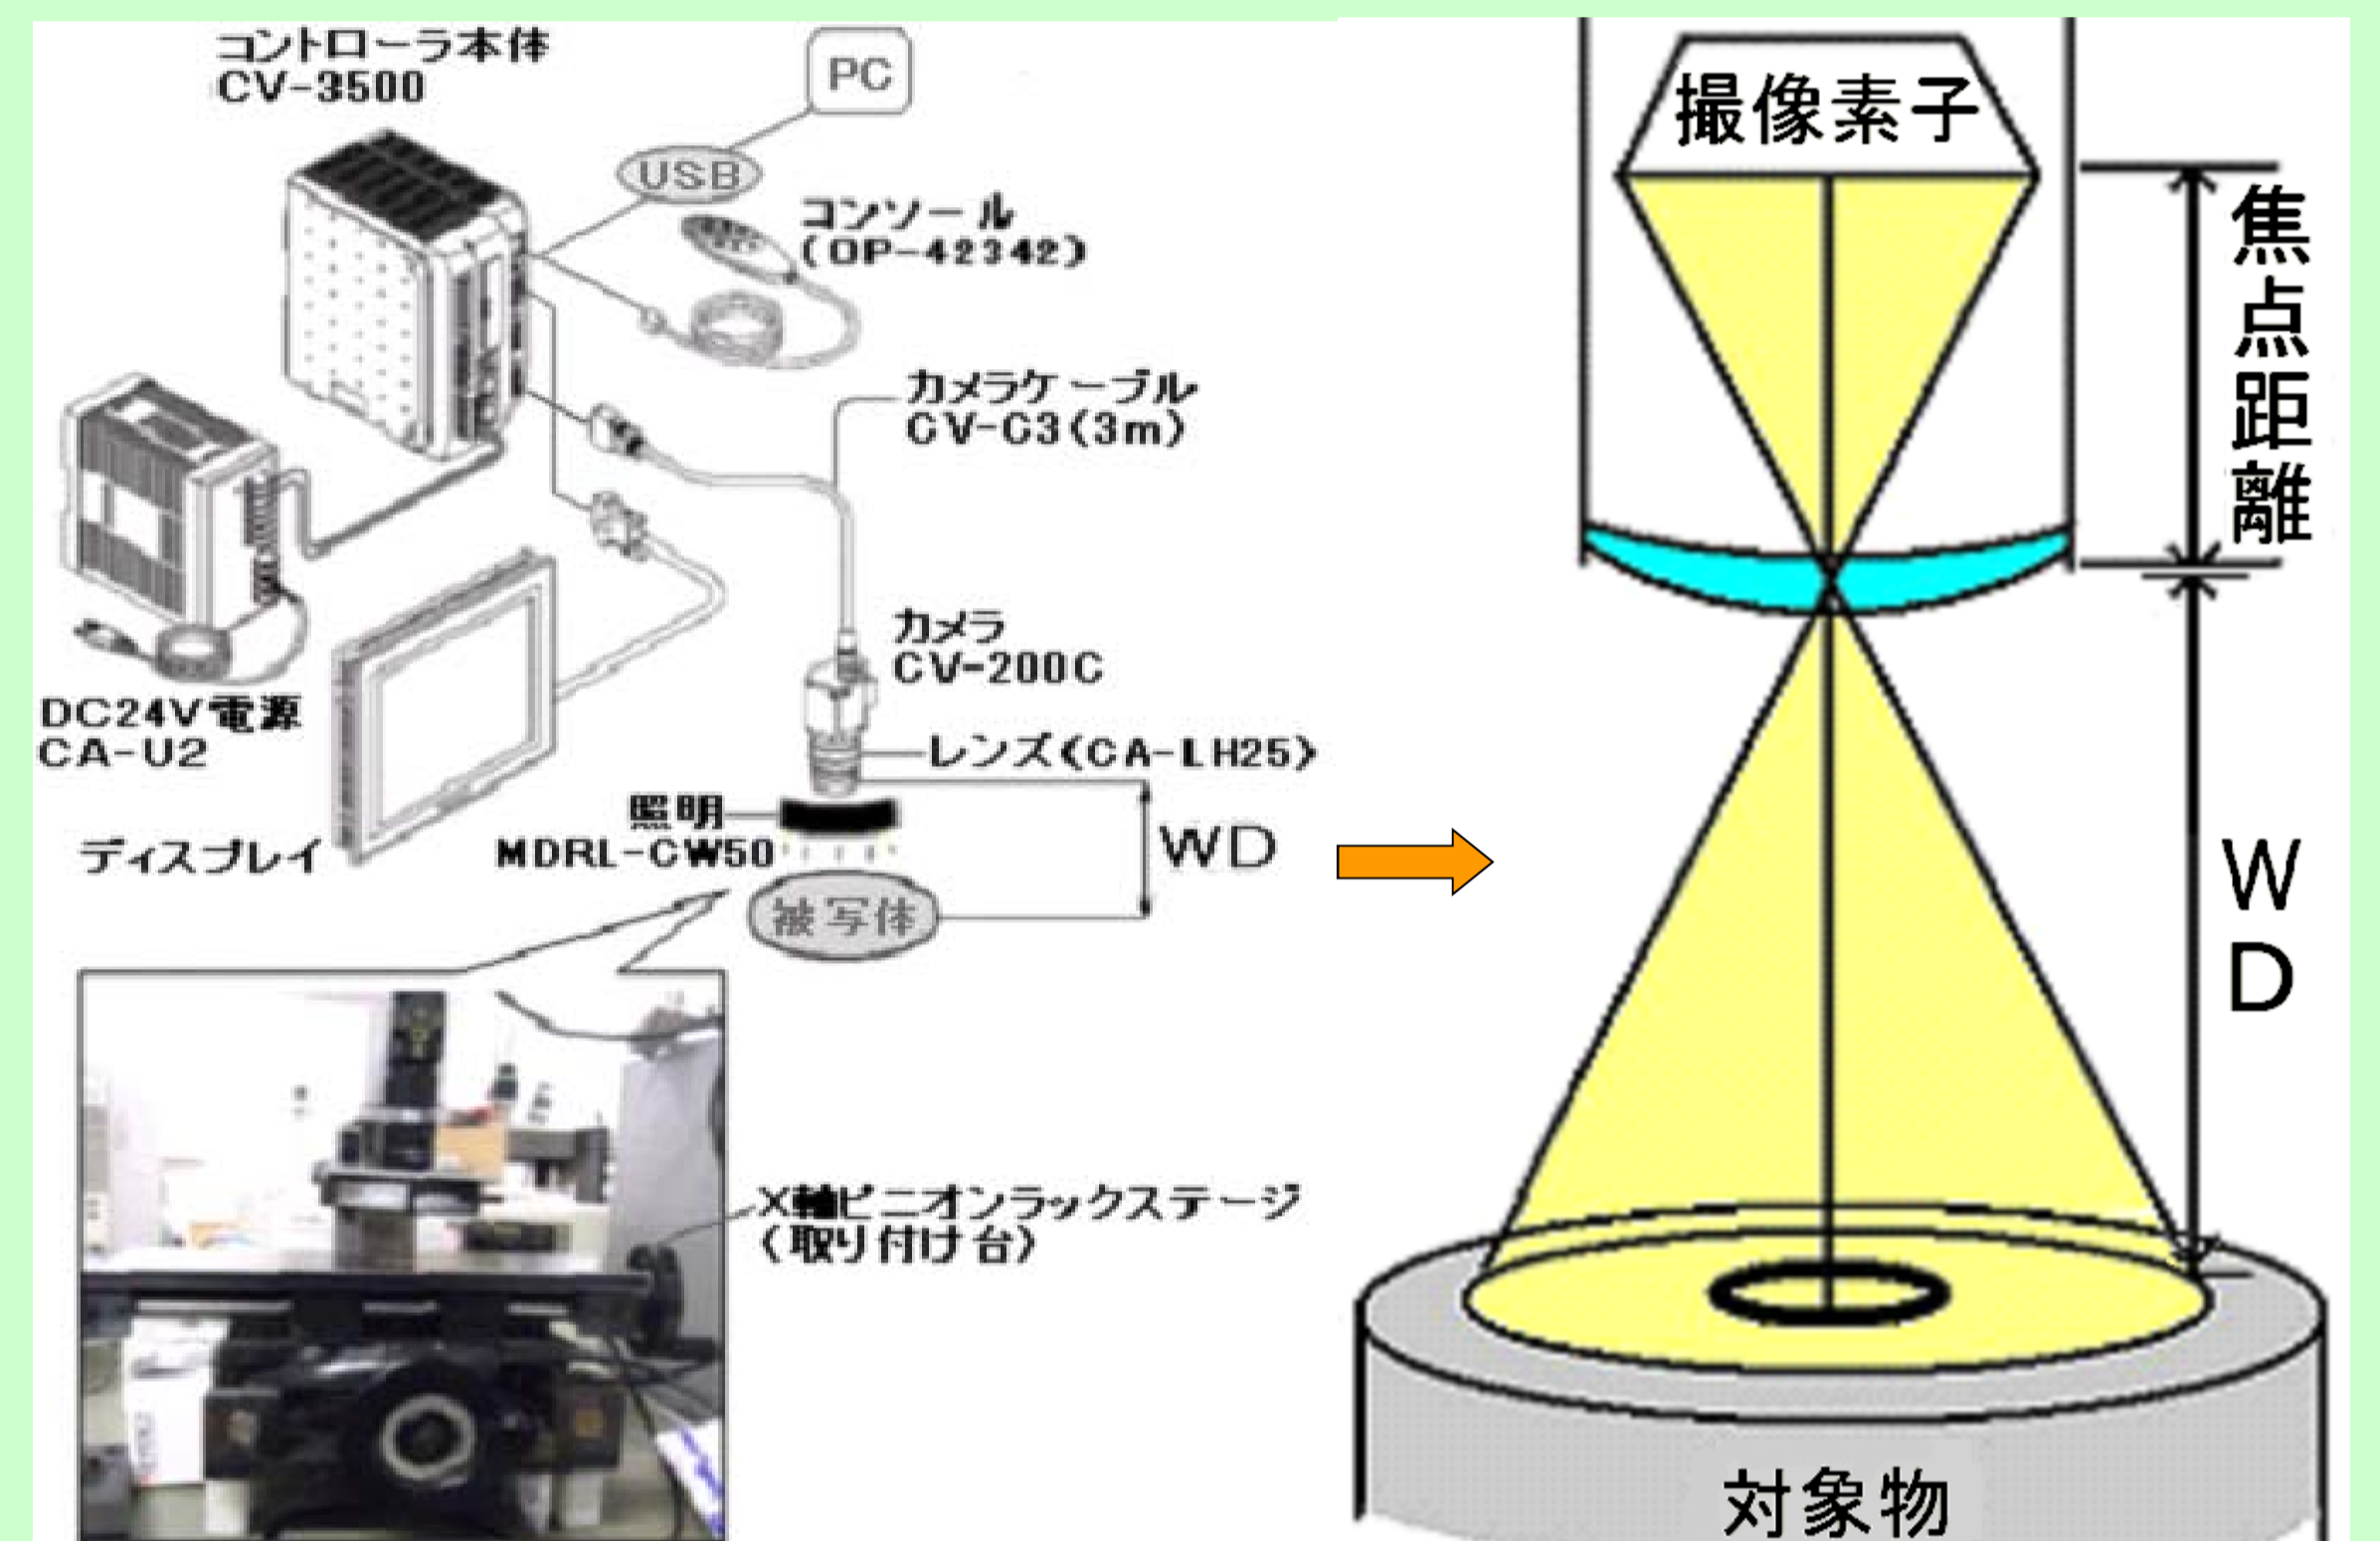 コントローラ本体
CV-3500
PC
USB
コンソール
(OP-42342)
カメラケーブル
CV-C3(3m)
カメラ
CV-200C
DC24V電源
CA-U2
レンズ(CA-LH25)
照明
MDRL-CW50
ディスプレイ
WD
被写体
X軸ピニオンラックステージ
(取り付け台)
撮像素子
焦点距離
WD
対象物